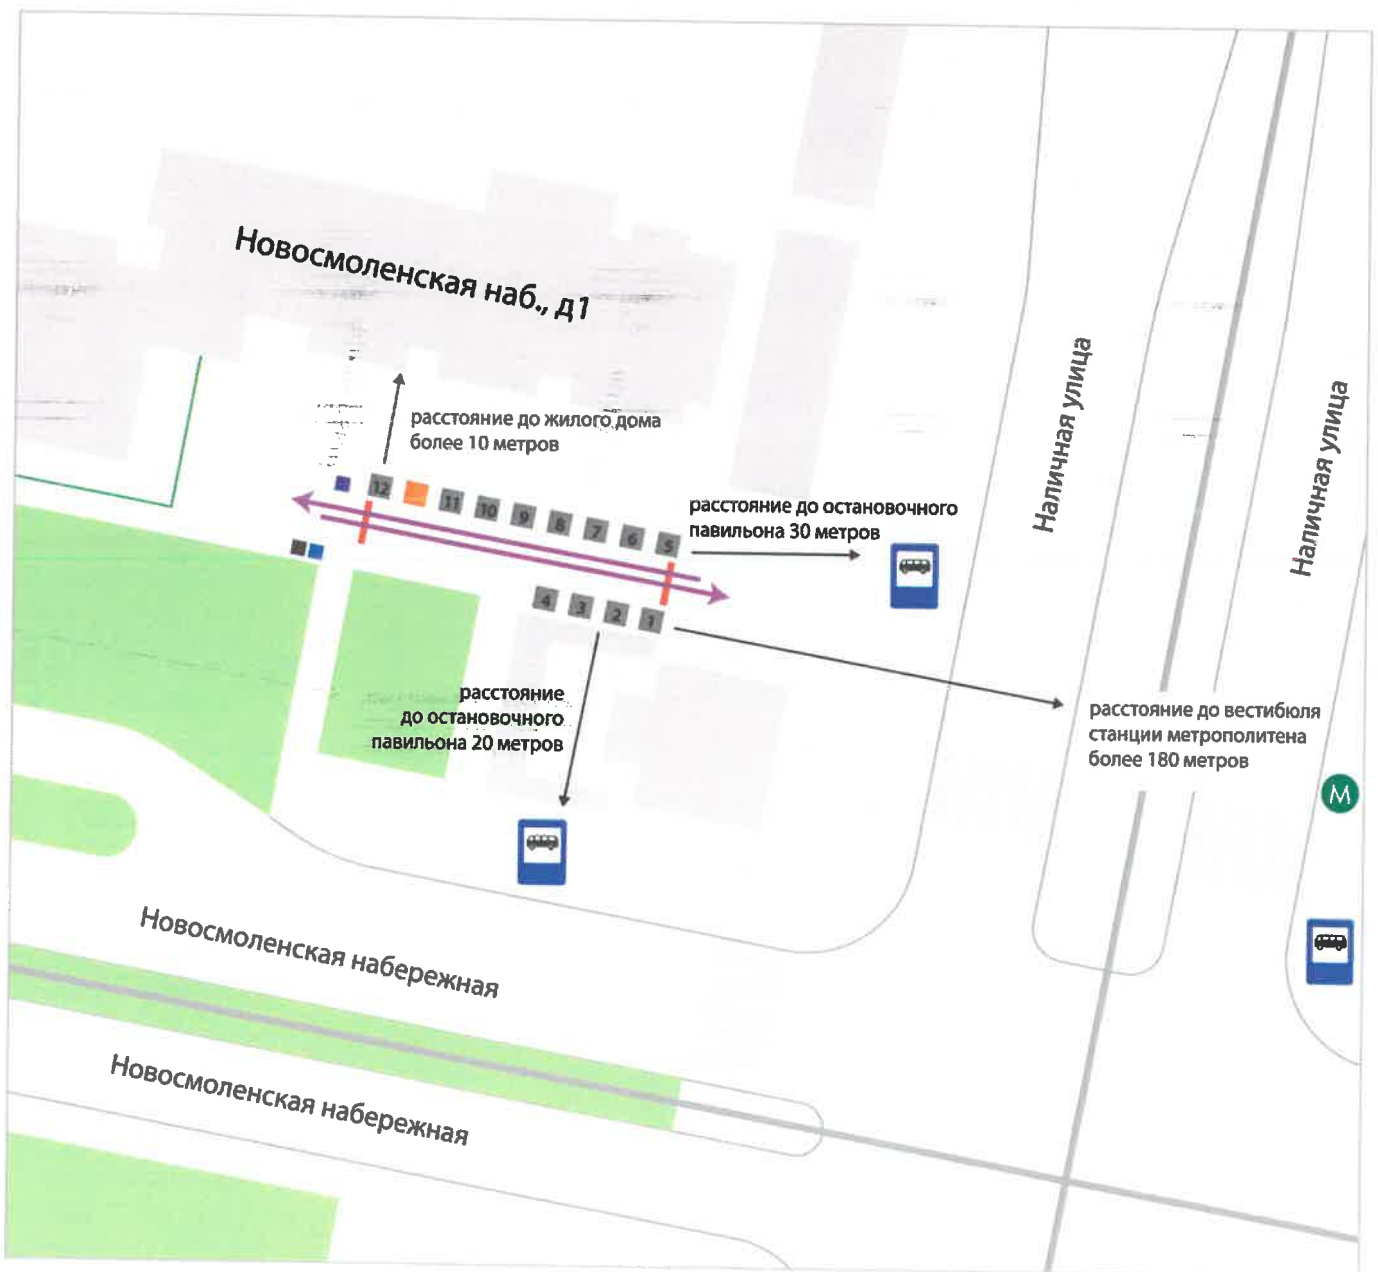 Новосмоленская наб., д1
Наличная улица
Наличная улица
расстояние до жилого дома
более 10 метров
12
11
10
9
8
7
6
5
расстояние до остановочного
павильона 30 метров
4
3
2
1
расстояние
до остановочного
павильона 20 метров
расстояние до вестибюля
станции метрополитена
более 180 метров
М
Новосмоленская набережная
Новосмоленская набережная